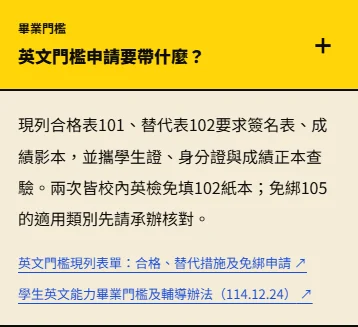 畢業門檻
英文門檻申請要帶什麼？
現列合格表101、替代表102要求簽名表、成
績影本，並攜學生證、身分證與成績正本查
驗。兩次皆校內英檢免填102紙本；免綁105
的適用類別先請承辦核對。
英文門檻現列表單：合格、替代措施及免綁申請 ↗
學生英文能力畢業門檻及輔導辦法（114.12.24） ↗